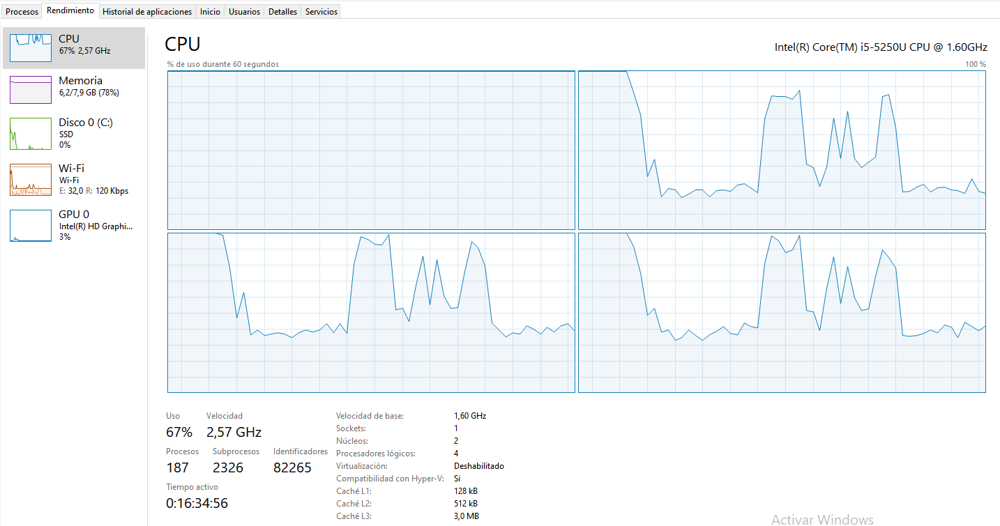 Procesos Rendimiento Historial de aplicaciones Inicio Usuarios Detalles Servicios
CPU
67% 2,57 GHz
Memoria
6,2/7,9 GB (78%)
Disco 0 (C:)
SSD
0%
Wi-Fi
Wi-Fi
E: 32,0 R: 120 Kbps
GPU 0
Intel(R) HD Graphi...
3%
CPU
Intel(R) Core(TM) i5-5250U CPU @ 1.60GHz
% de uso durante 60 segundos
100 %
Uso Velocidad
67% 2,57 GHz
Procesos Subprocesos Identificadores
187 2326 82265
Tiempo activo
0:16:34:56
Velocidad de base: 1,60 GHz
Sockets: 1
Núcleos: 2
Procesadores lógicos: 4
Virtualización: Deshabilitado
Compatibilidad con Hyper-V: Sí
Caché L1: 128 kB
Caché L2: 512 kB
Caché L3: 3,0 MB
Activar Windows